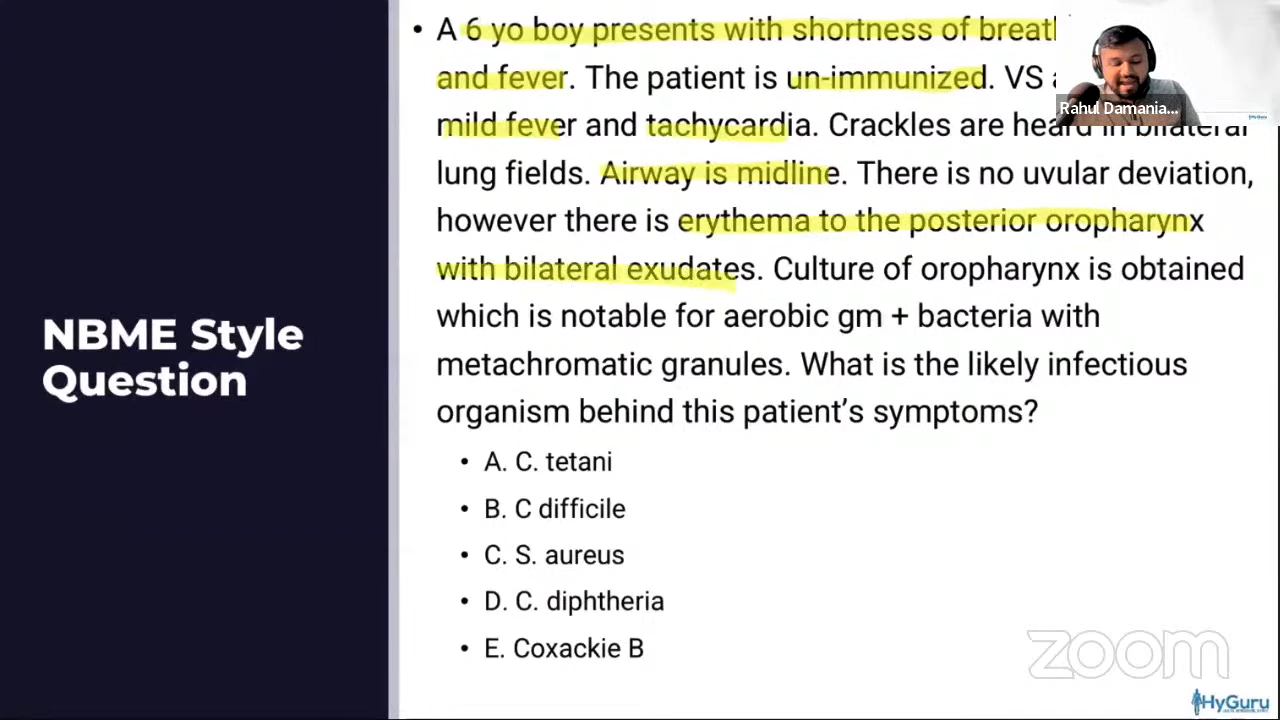 NBME Style
Question
• A 6 yo boy presents with shortness of
and fever. The patient is un-immunized. VS
mild fever and tachycardia. Crackles are heard in bilateral
lung fields. Airway is midline. There is no uvular deviation,
however there is erythema to the posterior oropharynx
with bilateral exudates. Culture of oropharynx is obtained
which is notable for aerobic gm + bacteria with
metachromatic granules. What is the likely infectious
organism behind this patient’s symptoms?
• A. C. tetani
• B. C difficile
• C. S. aureus
• D. C. diphtheria
• E. Coxackie B
Rahul Damania...
zoom
HyGuru